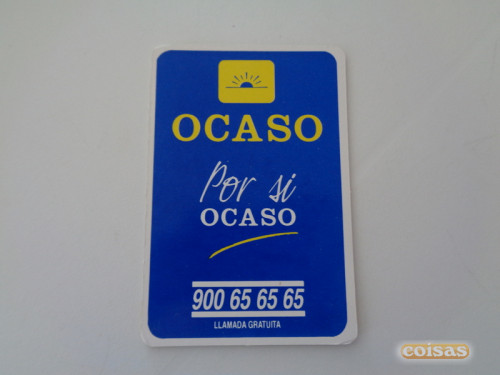 OCASO
Por si
OCASO
900 65 65 65
LLAMADA GRATUITA
coisas